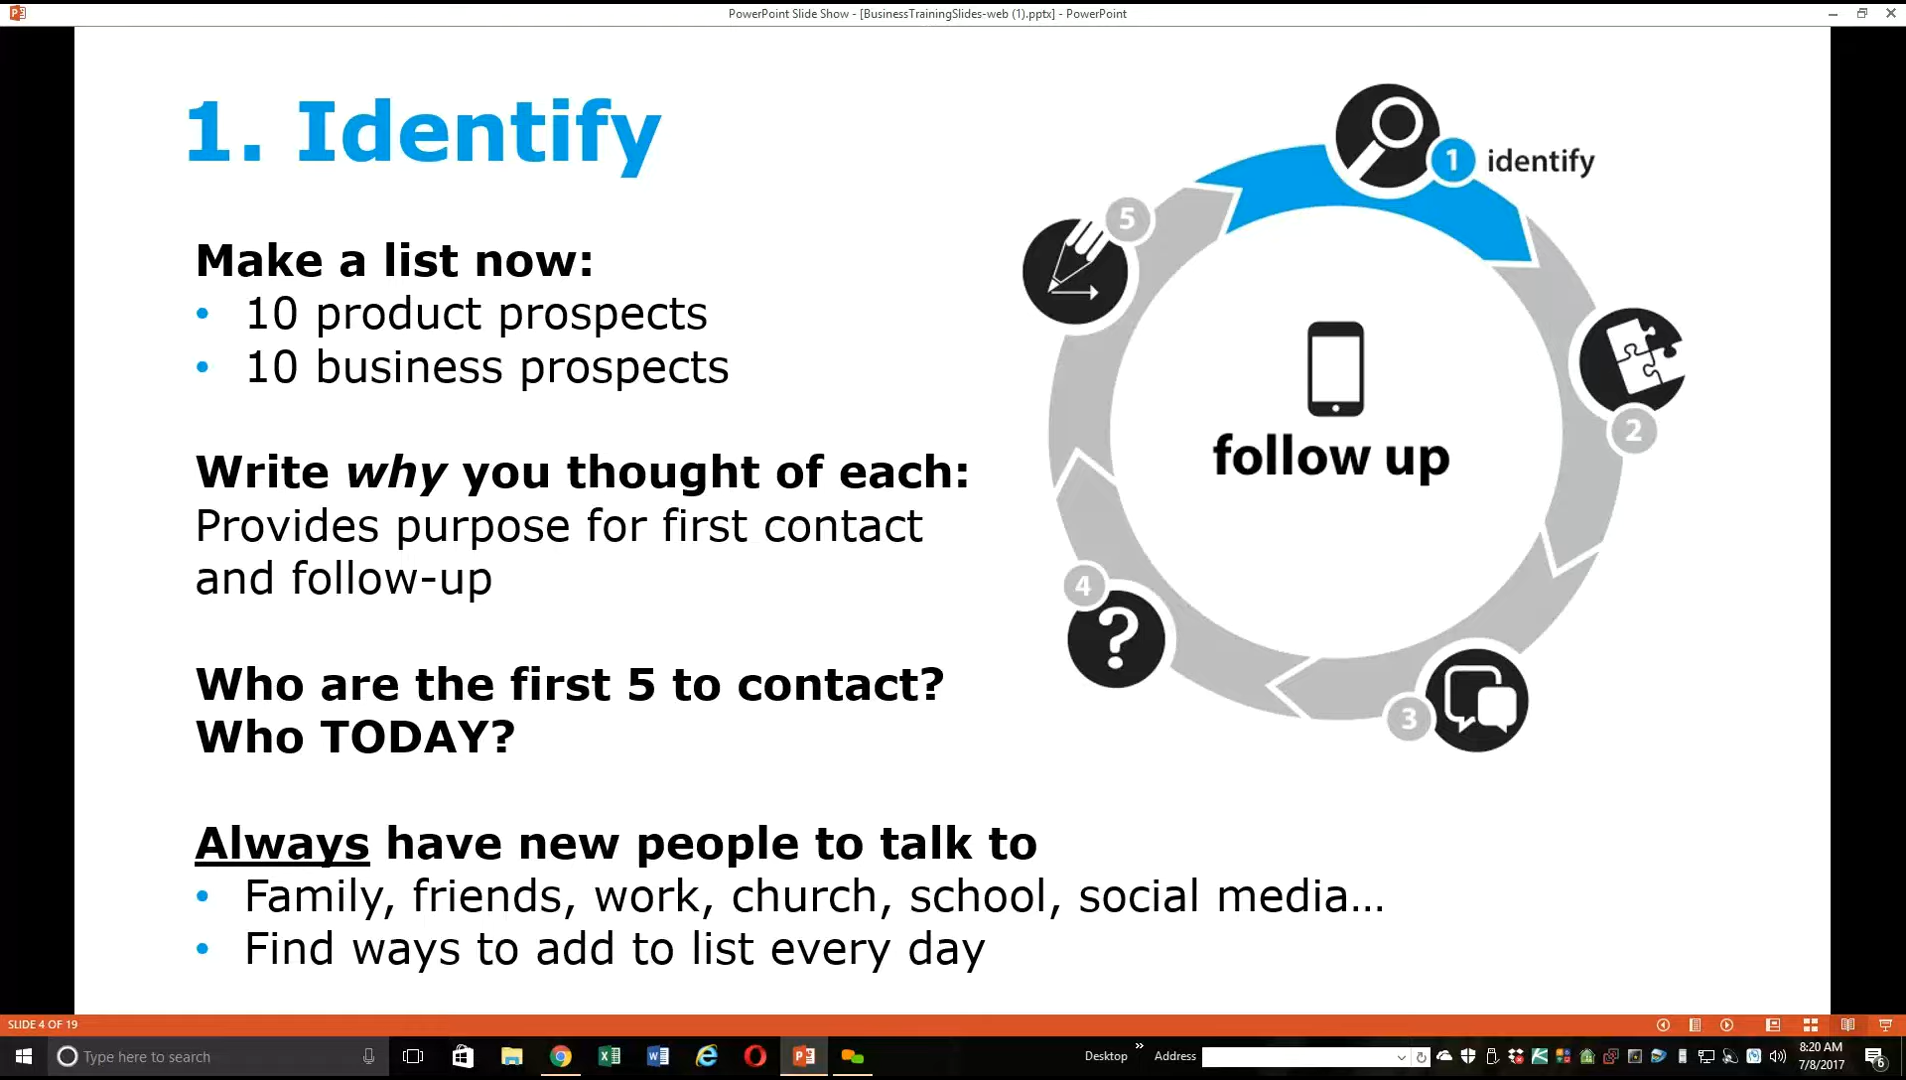 PowerPoint Slide Show - [BusinessTrainingSlides-web (1).pptx] - PowerPoint
1. Identify
1 identify
5
Make a list now:
• 10 product prospects
• 10 business prospects
2
follow up
Write why you thought of each:
Provides purpose for first contact
and follow-up
4
Who are the first 5 to contact?
Who TODAY?
?
3
Always have new people to talk to
• Family, friends, work, church, school, social media...
• Find ways to add to list every day
SLIDE 4 OF 19
Type here to search
Desktop
Address
8:20 AM
7/8/2017
6